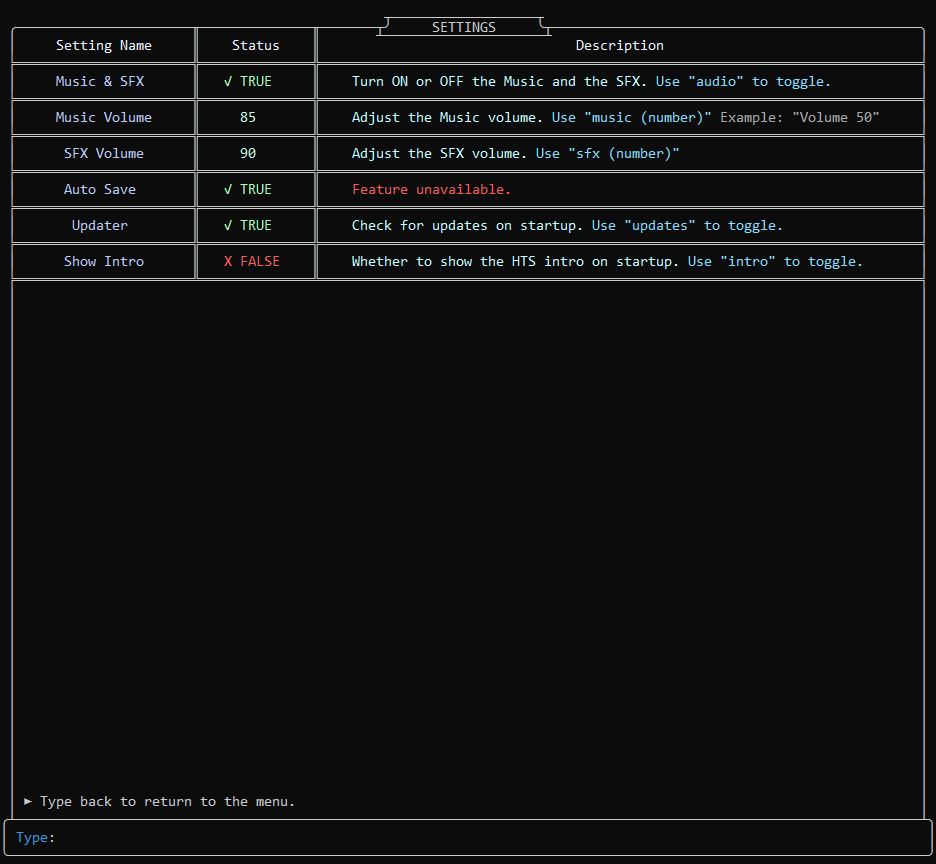 SETTINGS
Setting Name Status Description
Music & SFX √ TRUE Turn ON or OFF the Music and the SFX. Use "audio" to toggle.
Music Volume 85 Adjust the Music volume. Use "music (number)" Example: "Volume 50"
SFX Volume 90 Adjust the SFX volume. Use "sfx (number)"
Auto Save √ TRUE Feature unavailable.
Updater √ TRUE Check for updates on startup. Use "updates" to toggle.
Show Intro X FALSE Whether to show the HTS intro on startup. Use "intro" to toggle.
► Type back to return to the menu.
Type: